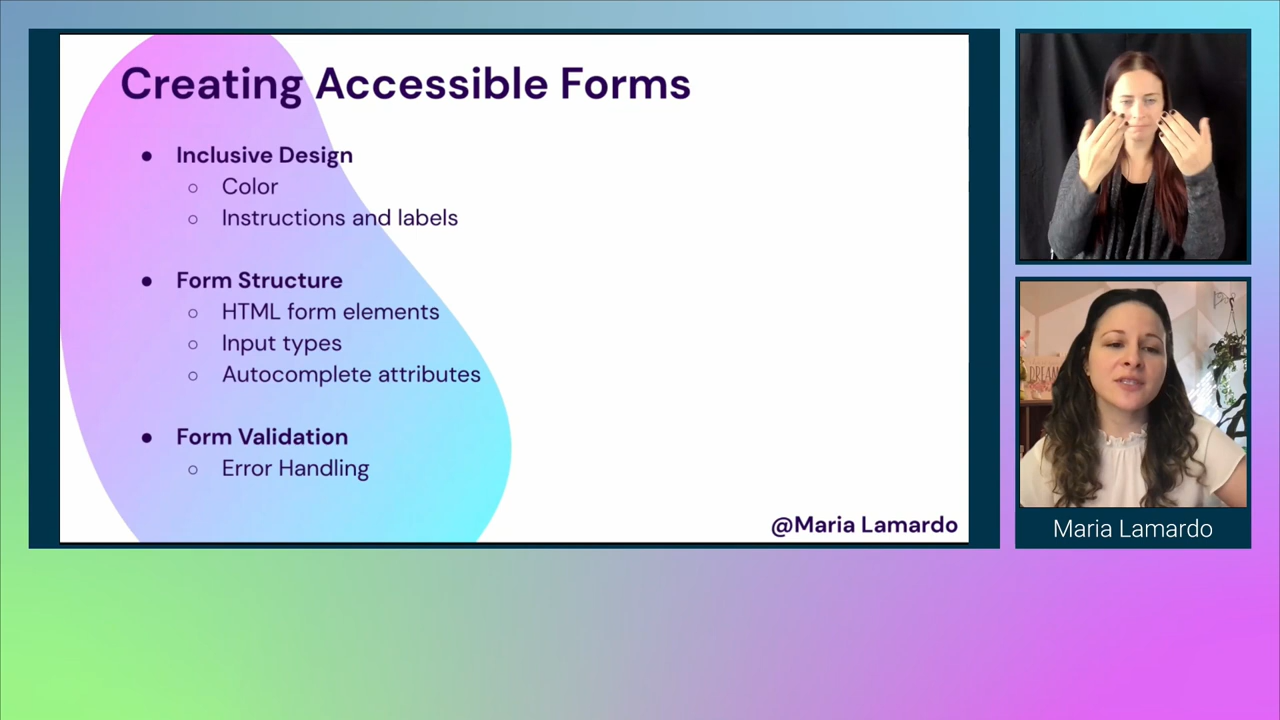 Creating Accessible Forms
● Inclusive Design
○ Color
○ Instructions and labels
● Form Structure
○ HTML form elements
○ Input types
○ Autocomplete attributes
● Form Validation
○ Error Handling
@Maria Lamardo
DREAM
Maria Lamardo